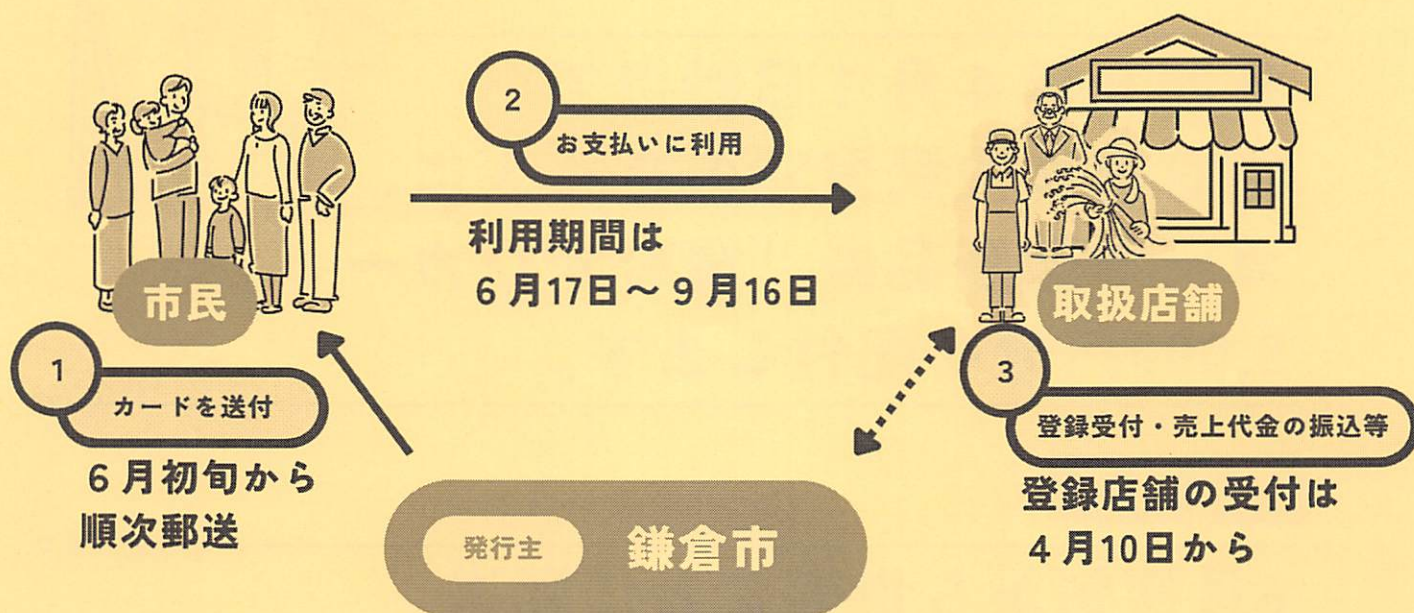 2
お支払いに利用
利用期間は
6月17日～9月16日
市民
取扱店舗
1
カードを送付
6月初旬から
順次郵送
3
登録受付・売上代金の振込等
登録店舗の受付は
4月10日から
発行主 鎌倉市